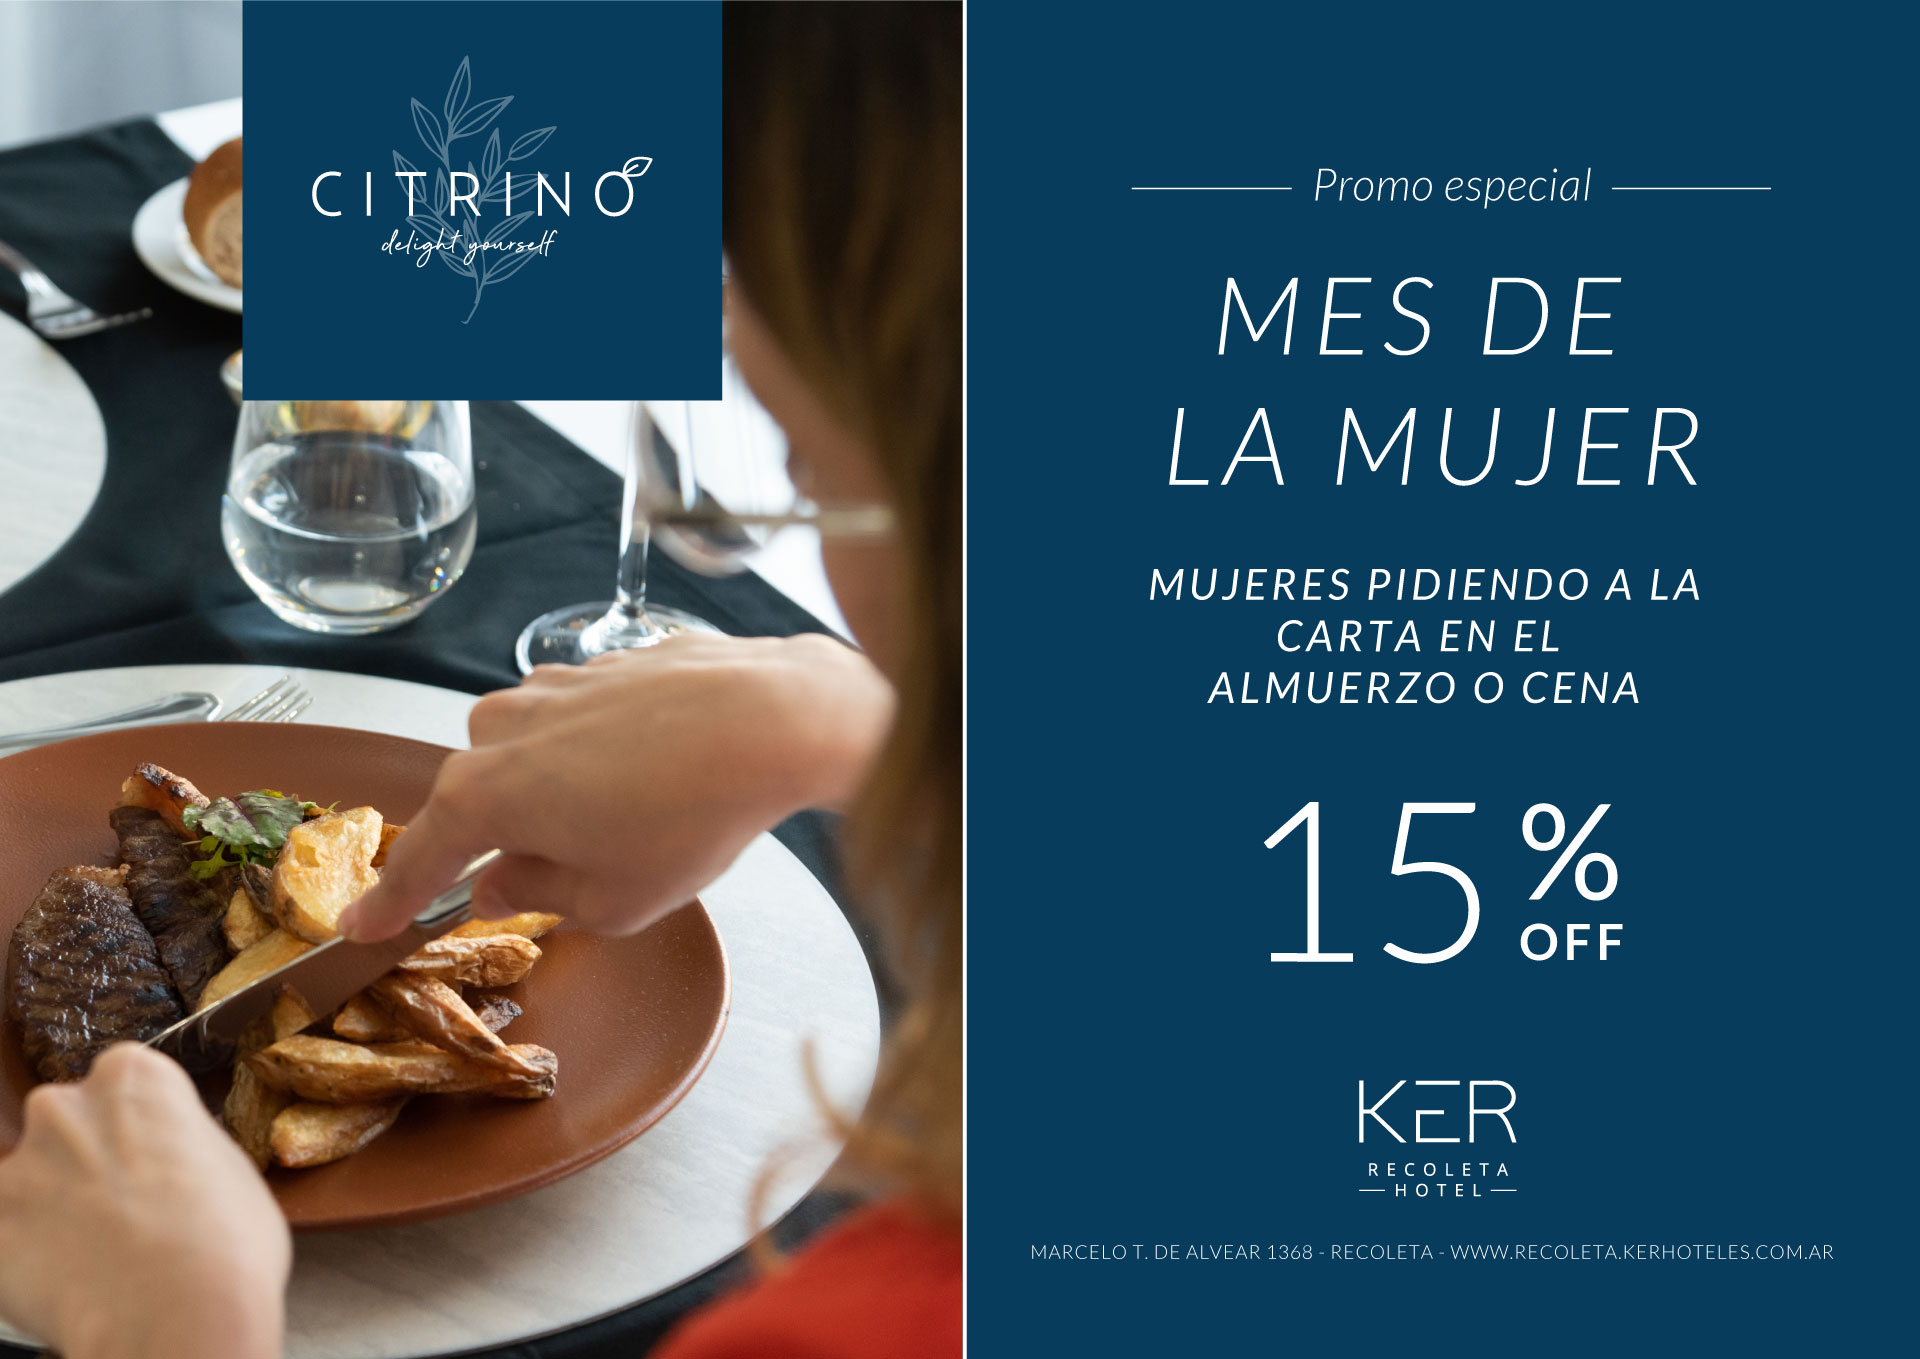 CITRINO
delight yourself
Promo especial
MES DE
LA MUJER
MUJERES PIDIENDO A LA
CARTA EN EL
ALMUERZO O CENA
15%
OFF
KER
RECOLETA
HOTEL
MARCELO T. DE ALVEAR 1368 - RECOLETA - WWW.RECOLETA.KERHOTELES.COM.AR